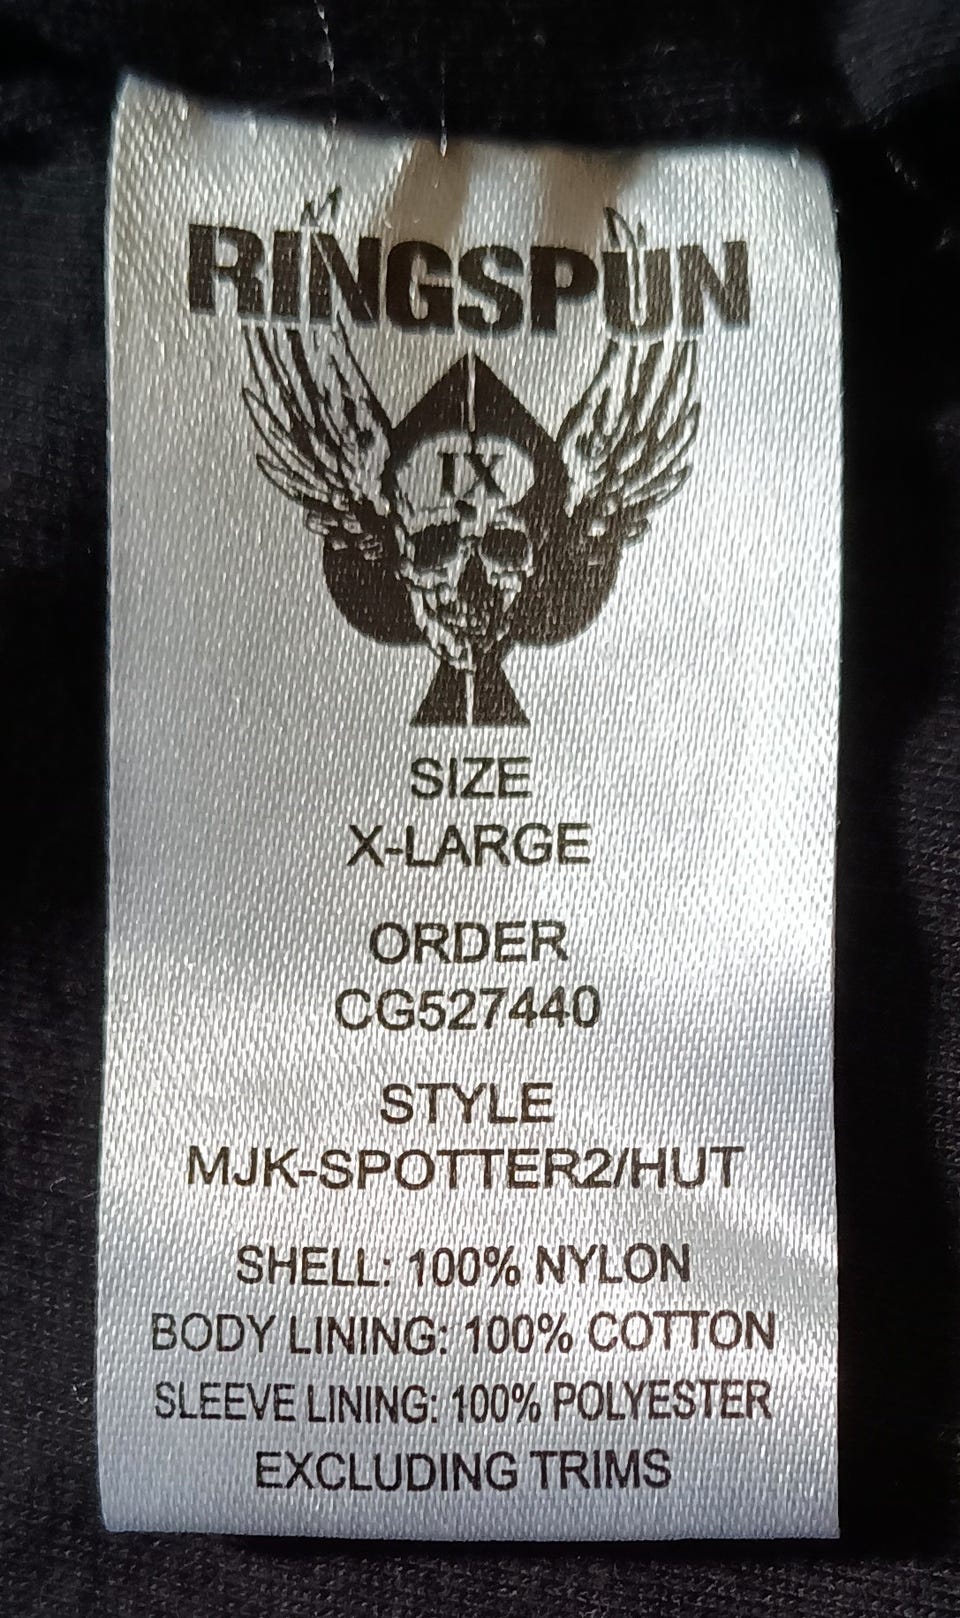 RINGSPUN
IX
SIZE
X-LARGE
ORDER
CG527440
STYLE
MJK-SPOTTER2/HUT
SHELL: 100% NYLON
BODY LINING: 100% COTTON
SLEEVE LINING: 100% POLYESTER
EXCLUDING TRIMS